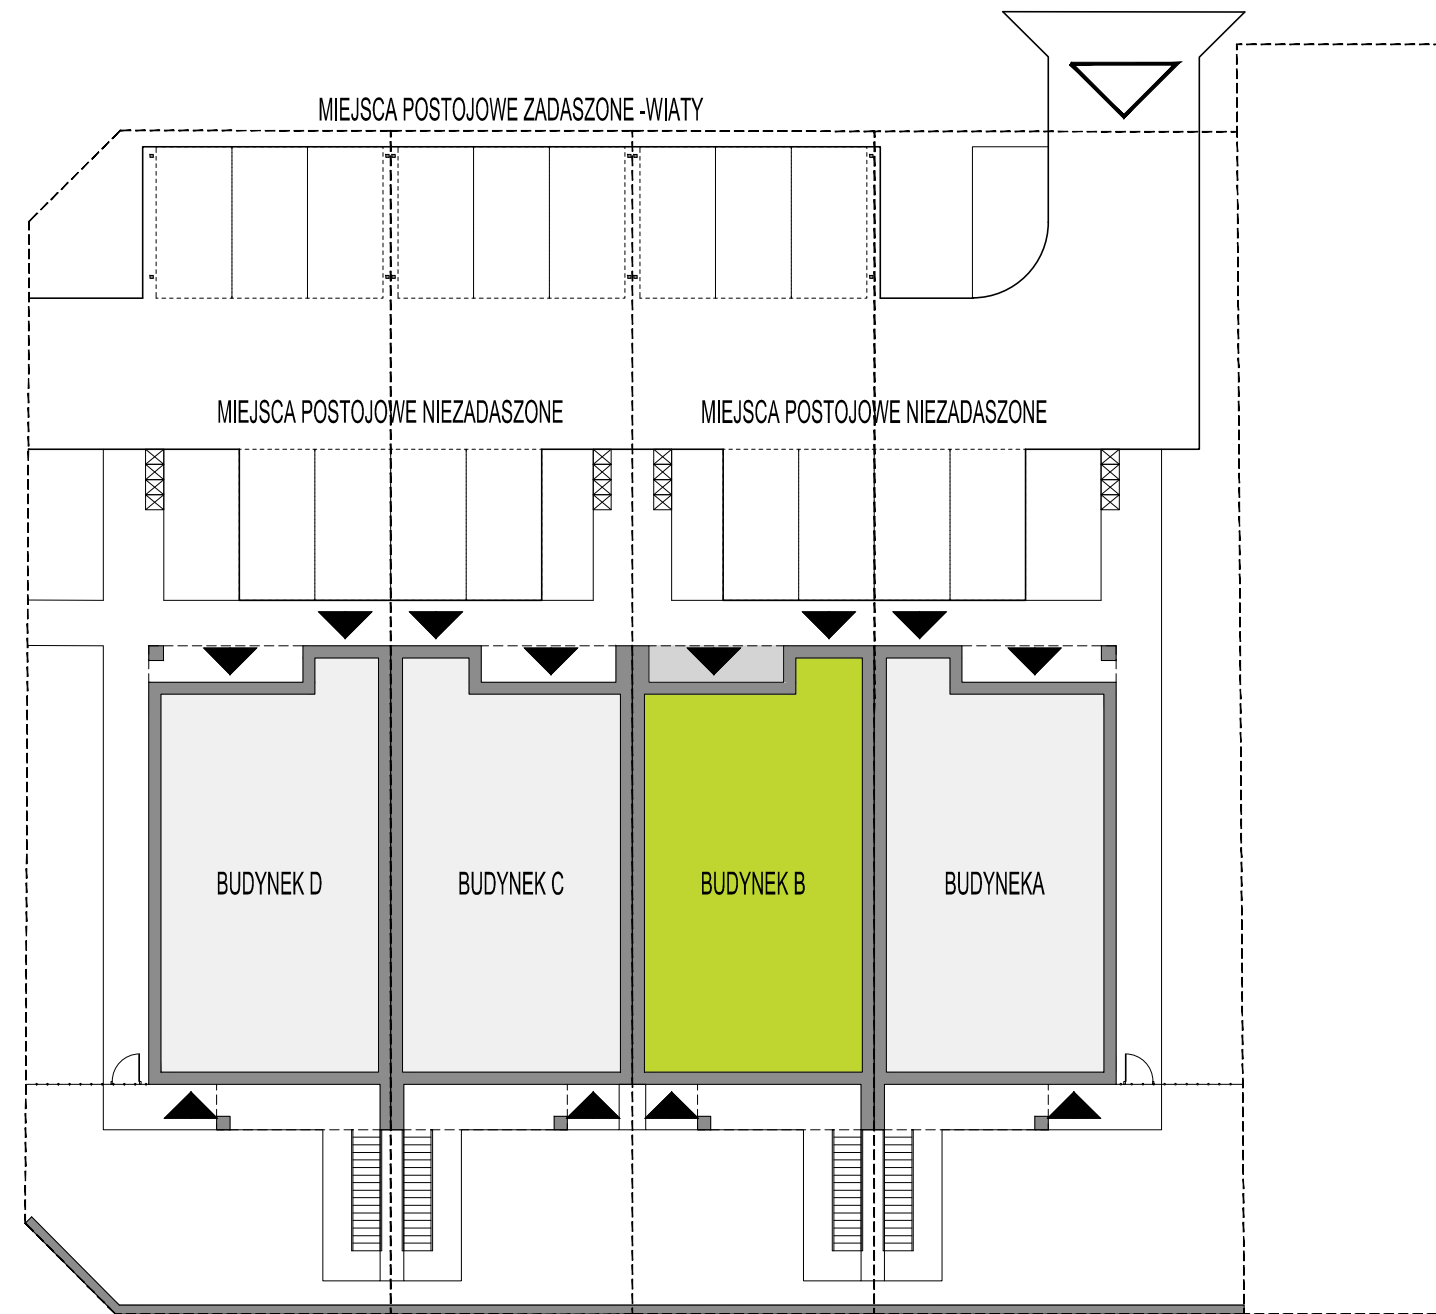 MIEJSCA POSTOJOWE ZADASZONE -WIATY
MIEJSCA POSTOJOWE NIEZADASZONE
MIEJSCA POSTOJOWE NIEZADASZONE
BUDYNEK D
BUDYNEK C
BUDYNEK B
BUDYNEKA